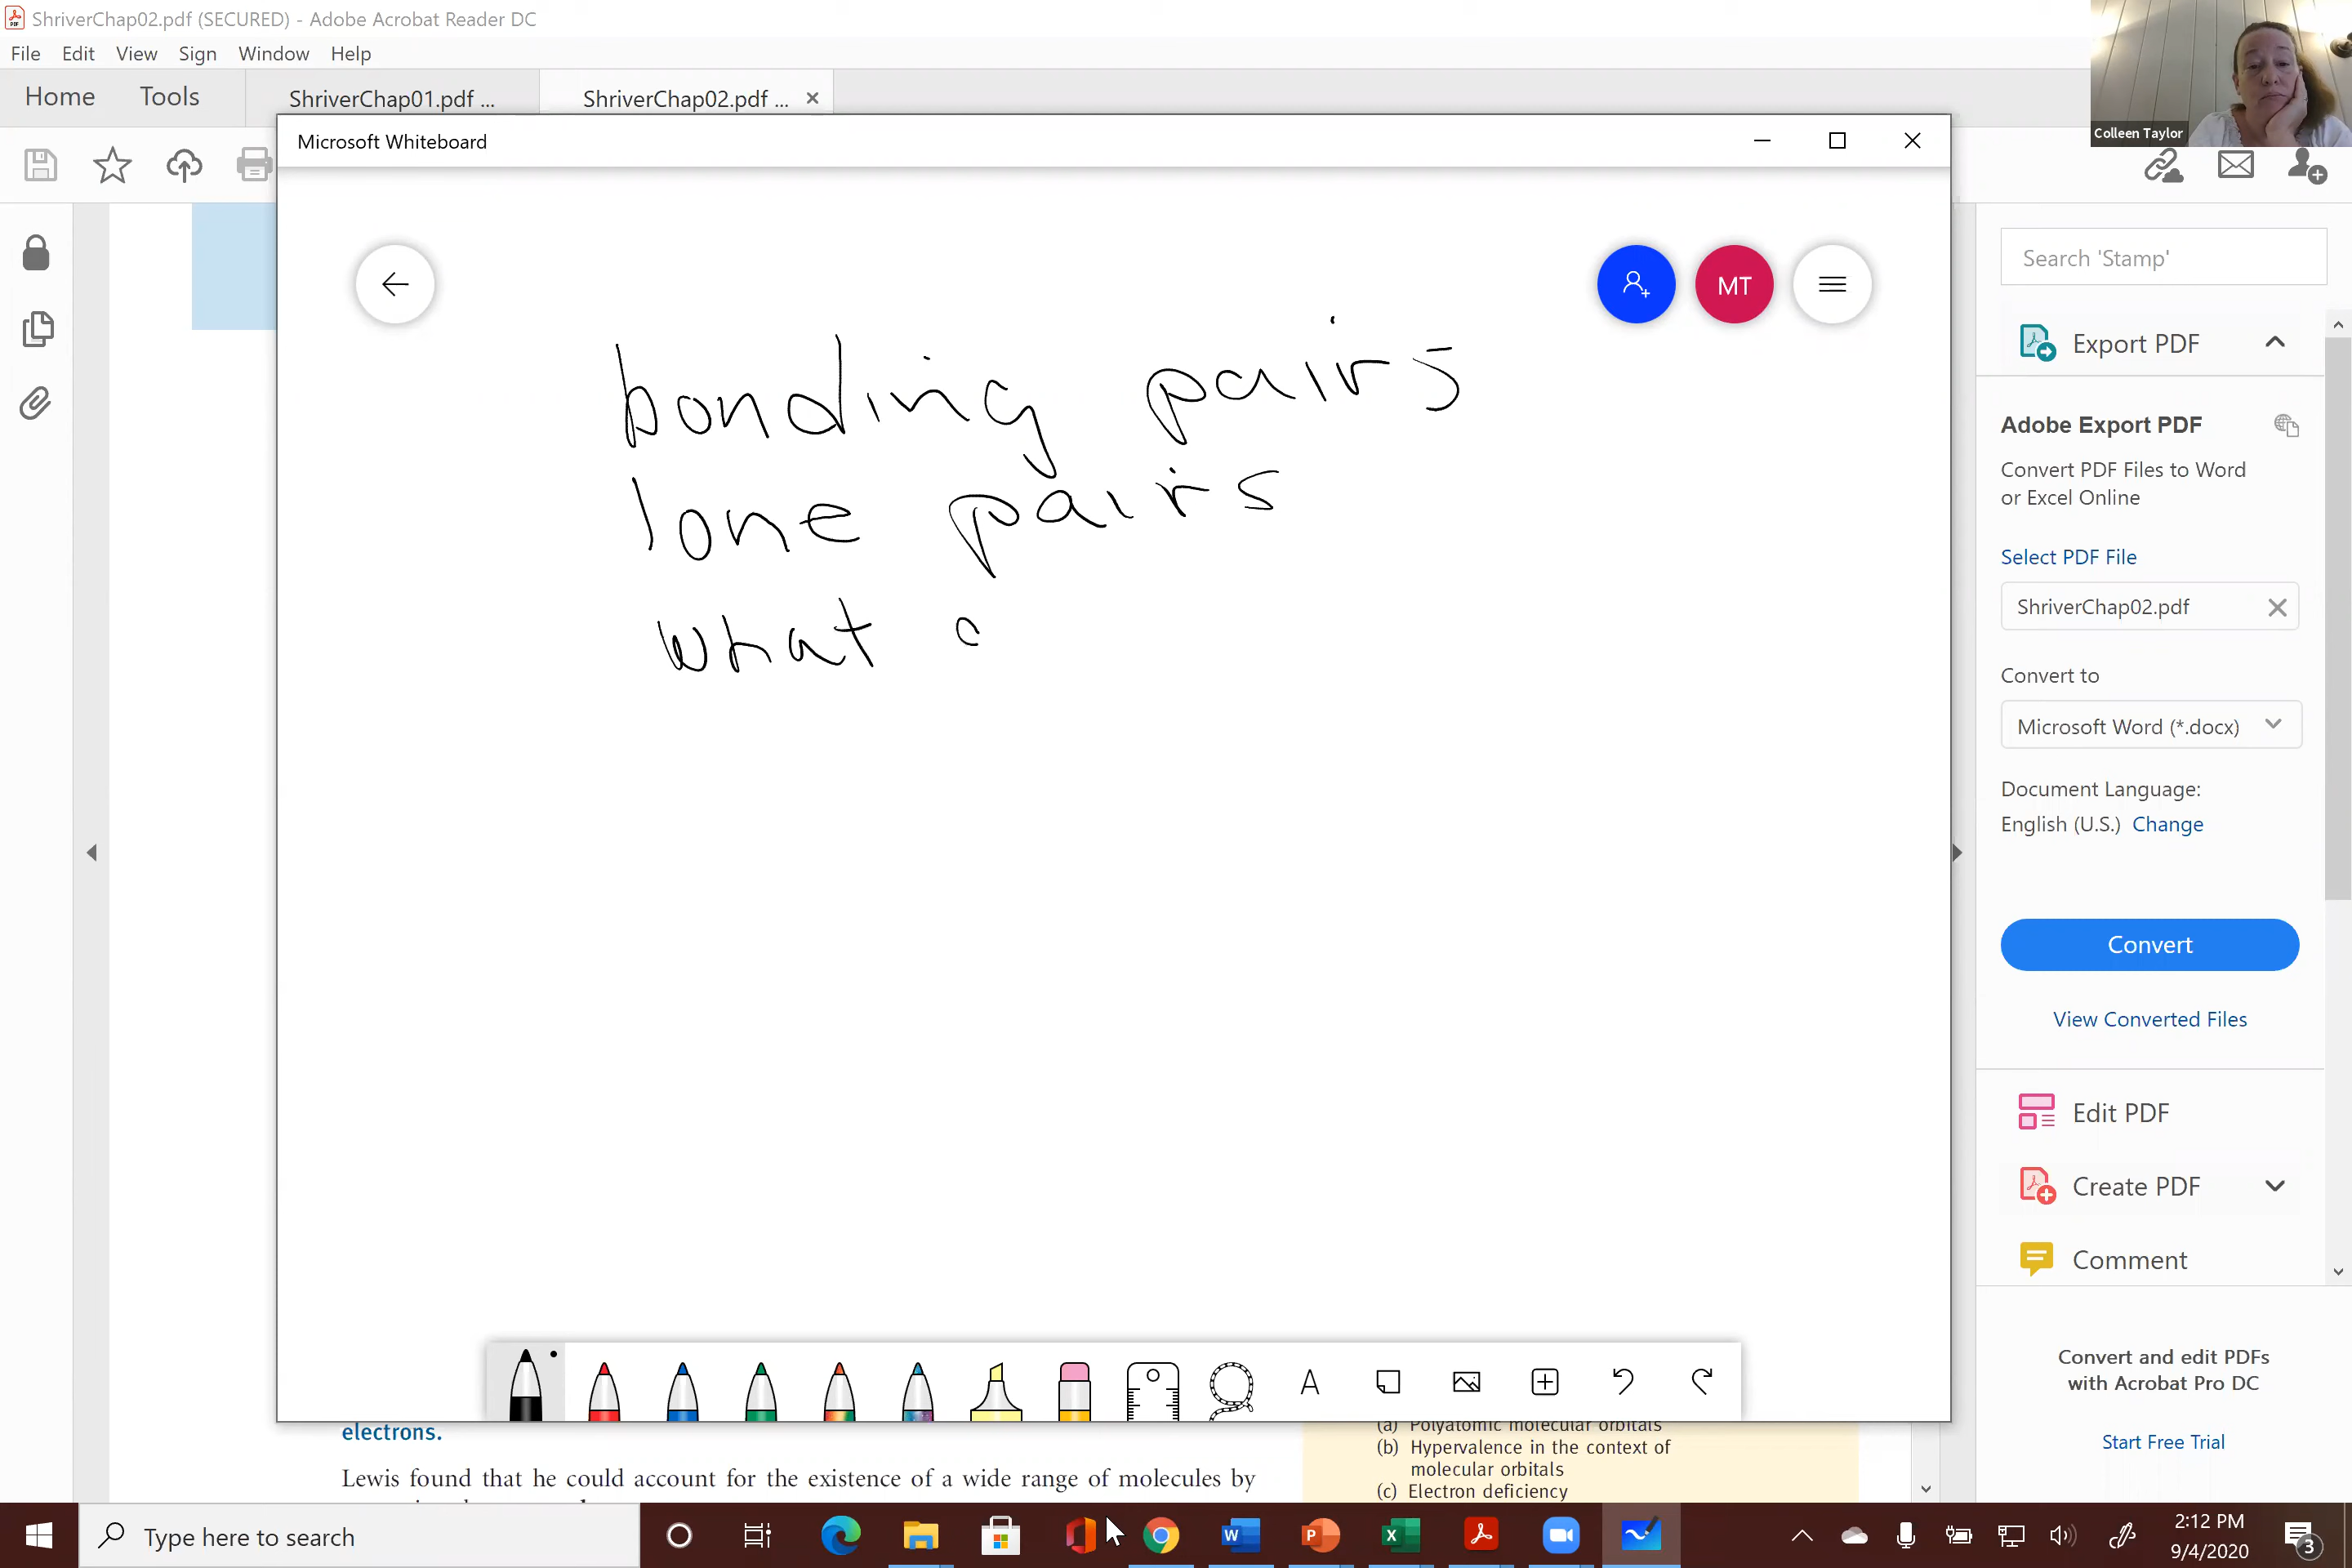 ShriverChap02.pdf (SECURED) - Adobe Acrobat Reader DC
File Edit View Sign Window Help
Home Tools ShriverChap01.pdf ... ShriverChap02.pdf ...
Colleen Taylor
Microsoft Whiteboard
MT
bonding pairs
lone pairs
what
Search 'Stamp'
Export PDF
Adobe Export PDF
Convert PDF Files to Word
or Excel Online
Select PDF File
ShriverChap02.pdf
Convert to
Microsoft Word (*.docx)
Document Language:
English (U.S.) Change
Convert
View Converted Files
Edit PDF
Create PDF
Comment
Convert and edit PDFs
with Acrobat Pro DC
Start Free Trial
electrons.
Lewis found that he could account for the existence of a wide range of molecules by
(a) Polyatomic molecular orbitals
(b) Hypervalence in the context of
molecular orbitals
(c) Electron deficiency
Type here to search
2:12 PM
9/4/2020
3